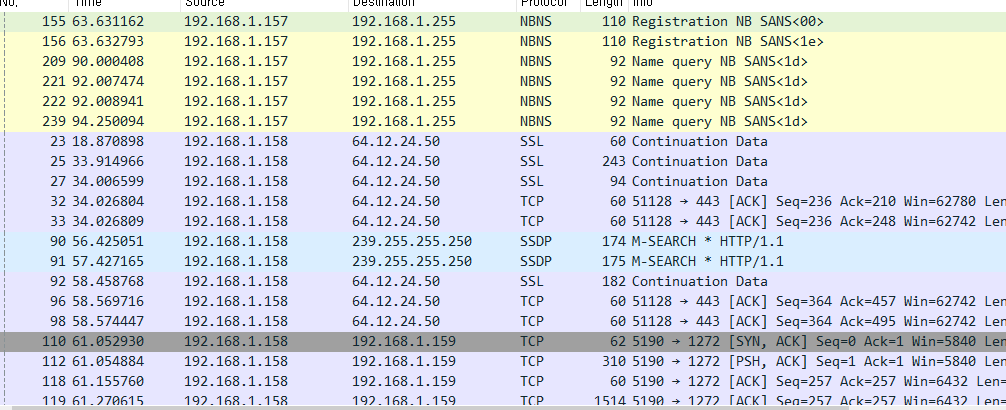 No. Time Source Destination Protocol Length Info
155 63.631162 192.168.1.157 192.168.1.255 NBNS 110 Registration NB SANS<00>
156 63.632793 192.168.1.157 192.168.1.255 NBNS 110 Registration NB SANS<1e>
209 90.000408 192.168.1.157 192.168.1.255 NBNS 92 Name query NB SANS<1d>
221 92.007474 192.168.1.157 192.168.1.255 NBNS 92 Name query NB SANS<1d>
222 92.008941 192.168.1.157 192.168.1.255 NBNS 92 Name query NB SANS<1d>
239 94.250094 192.168.1.157 192.168.1.255 NBNS 92 Name query NB SANS<1d>
23 18.870898 192.168.1.158 64.12.24.50 SSL 60 Continuation Data
25 33.914966 192.168.1.158 64.12.24.50 SSL 243 Continuation Data
27 34.006599 192.168.1.158 64.12.24.50 SSL 94 Continuation Data
32 34.026804 192.168.1.158 64.12.24.50 TCP 60 51128 → 443 [ACK] Seq=236 Ack=210 Win=62780 Len
33 34.026809 192.168.1.158 64.12.24.50 TCP 60 51128 → 443 [ACK] Seq=236 Ack=248 Win=62742 Len
90 56.425051 192.168.1.158 239.255.255.250 SSDP 174 M-SEARCH * HTTP/1.1
91 57.427165 192.168.1.158 239.255.255.250 SSDP 175 M-SEARCH * HTTP/1.1
92 58.458768 192.168.1.158 64.12.24.50 SSL 182 Continuation Data
96 58.569716 192.168.1.158 64.12.24.50 TCP 60 51128 → 443 [ACK] Seq=364 Ack=457 Win=62742 Len
98 58.574447 192.168.1.158 64.12.24.50 TCP 60 51128 → 443 [ACK] Seq=364 Ack=495 Win=62742 Len
110 61.052930 192.168.1.158 192.168.1.159 TCP 62 5190 → 1272 [SYN, ACK] Seq=0 Ack=1 Win=5840 Len
112 61.054884 192.168.1.158 192.168.1.159 TCP 310 5190 → 1272 [PSH, ACK] Seq=1 Ack=1 Win=5840 Len
118 61.155760 192.168.1.158 192.168.1.159 TCP 60 5190 → 1272 [ACK] Seq=257 Ack=257 Win=6432 Len=
119 61.270615 192.168.1.158 192.168.1.159 TCP 1514 5190 → 1272 [ACK] Seq=257 Ack=257 Win=6432 Len=